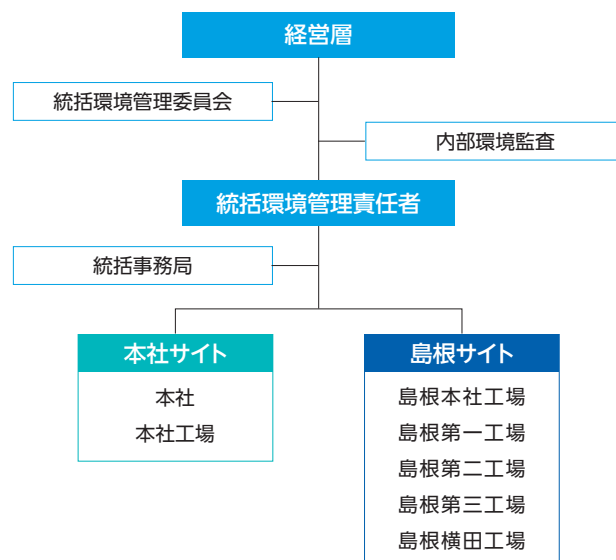 経営層
統括環境管理委員会
内部環境監査
統括環境管理責任者
統括事務局
本社サイト
本社
本社工場
島根サイト
島根本社工場
島根第一工場
島根第二工場
島根第三工場
島根横田工場